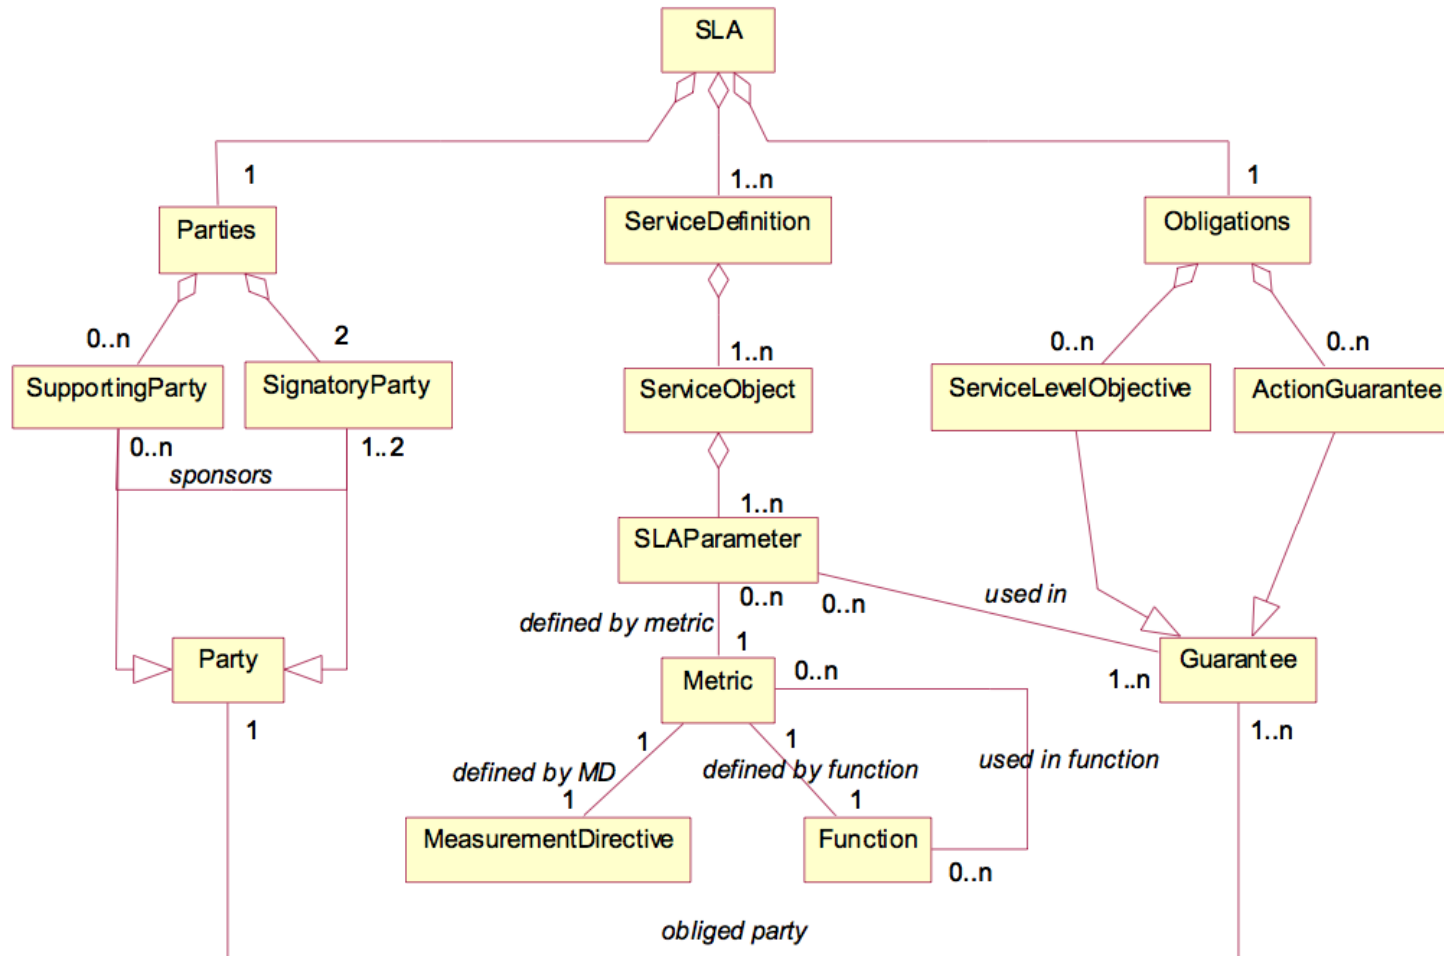 SLA
1
1..n
1
Parties
ServiceDefinition
Obligations
0..n
2
1..n
0..n
0..n
SupportingParty
SignatoryParty
ServiceObject
ServiceLevelObjective
ActionGuarantee
0..n
1..2
sponsors
1..n
SLAParameter
0..n
0..n
used in
defined by metric
1
Party
Metric
0..n
Guarantee
1..n
1
1..n
1
1
defined by MD
defined by function
used in function
1
1
MeasurementDirective
Function
0..n
obliged party